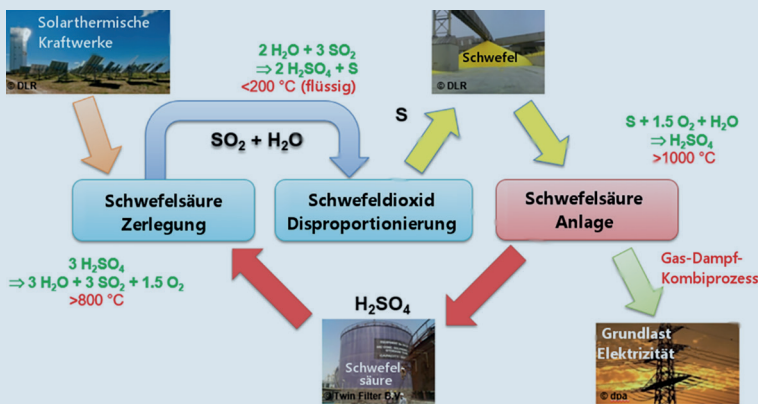 Solarthermische
Kraftwerke
© DLR
2 H₂O + 3 SO₂
⇒ 2 H₂SO₄ + S
<200 °C (flüssig)
Schwefel
© DLR
S + 1.5 O₂ + H₂O
⇒ H₂SO₄
>1000 °C
SO₂ + H₂O
S
Schwefelsäure
Zerlegung
Schwefeldioxid
Disproportionierung
Schwefelsäure
Anlage
3 H₂SO₄
⇒ 3 H₂O + 3 SO₂ + 1.5 O₂
>800 °C
H₂SO₄
Schwefel-
säure
Twin Filter B.V.
Gas-Dampf-
Kombiprozess
Grundlast
Elektrizität
© dpa